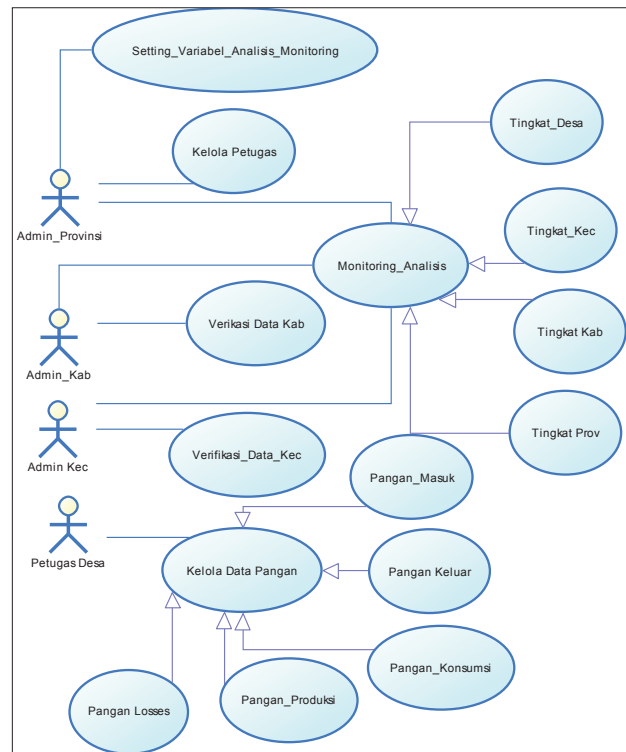 Setting_Variabel_Analisis_Monitoring
Kelola Petugas
Tingkat_Desa
Admin_Provinsi
Tingkat_Kec
Monitoring_Analisis
Verikasi Data Kab
Tingkat Kab
Admin_Kab
Tingkat Prov
Admin Kec
Verifikasi_Data_Kec
Pangan_Masuk
Petugas Desa
Kelola Data Pangan
Pangan Keluar
Pangan_Konsumsi
Pangan Losses
Pangan_Produksi